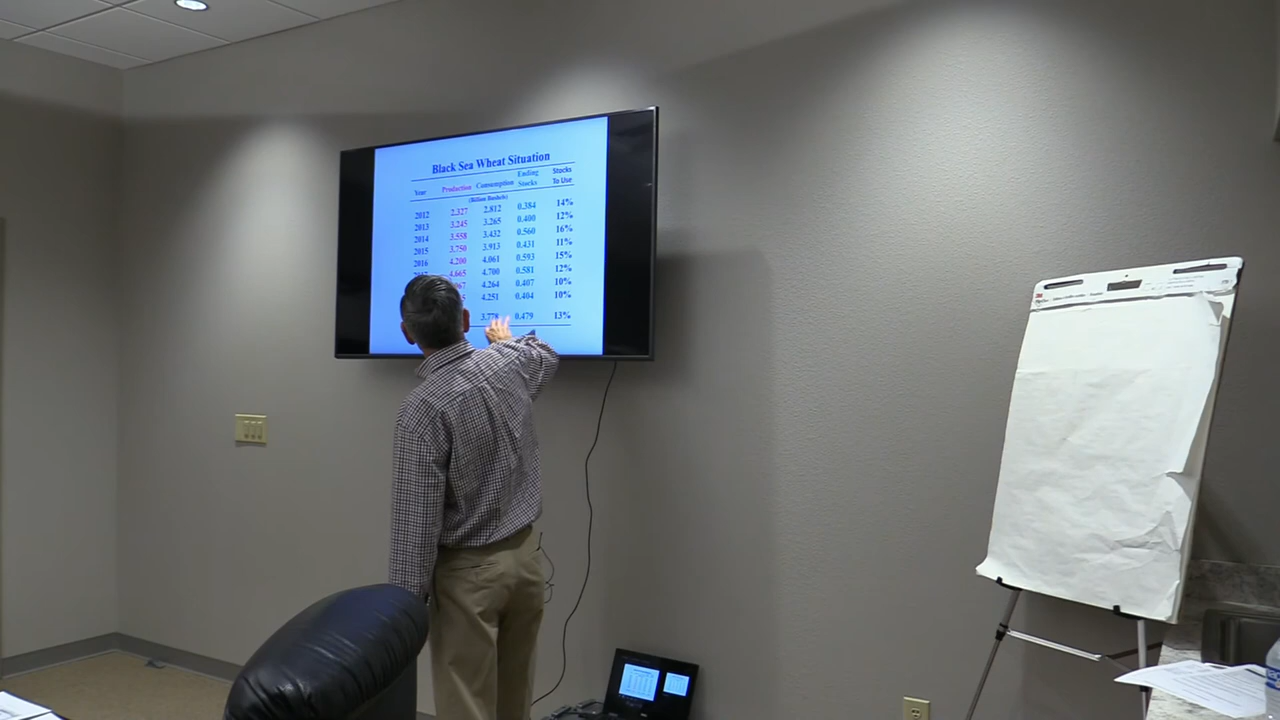 Black Sea Wheat Situation
Year Production Consumption Ending Stocks Stocks To Use
(Billion Bushels)
2012 2.327 2.812 0.384 14%
2013 3.245 3.265 0.400 12%
2014 3.558 3.432 0.560 16%
2015 3.750 3.913 0.431 11%
2016 4.200 4.061 0.593 15%
4.665 4.700 0.581 12%
4.264 0.407 10%
4.251 0.404 10%
3.778 0.479 13%
3M